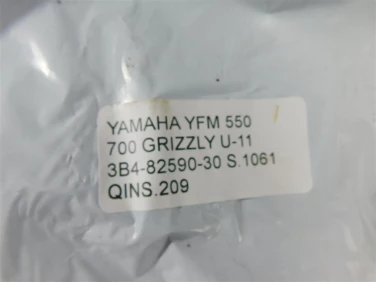 YAMAHA YFM 550
700 GRIZZLY U-11
3B4-82590-30 S.1061
QINS.209